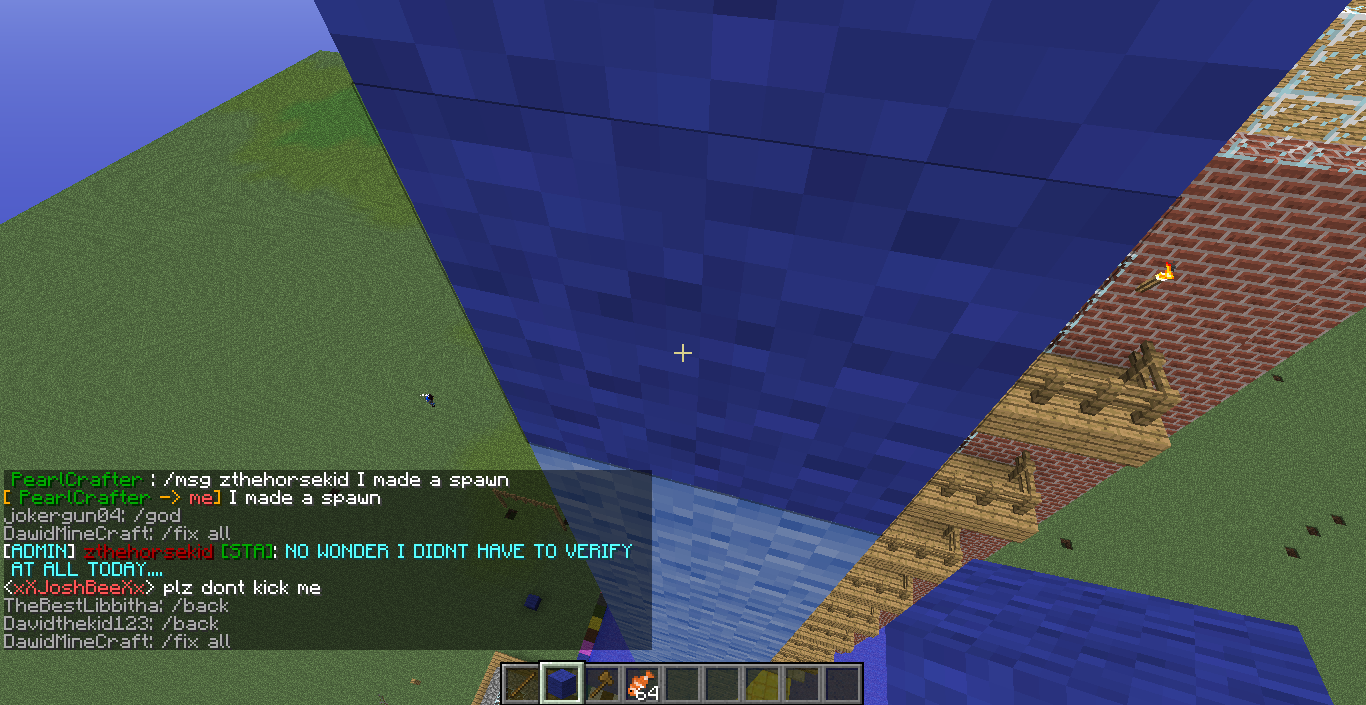 PearlCrafter : /msg zthehorsekid I made a spawn
[ PearlCrafter -> me] I made a spawn
jokergun04: /god
DawidMineCraft: /fix all
[ADMIN] zthehorsekid [STA]: NO WONDER I DIDNT HAVE TO VERIFY
AT ALL TODAY....
<xXJoshBeeXx> plz dont kick me
TheBestLibbitha: /back
Davidthekid123: /back
DawidMineCraft: /fix all
64